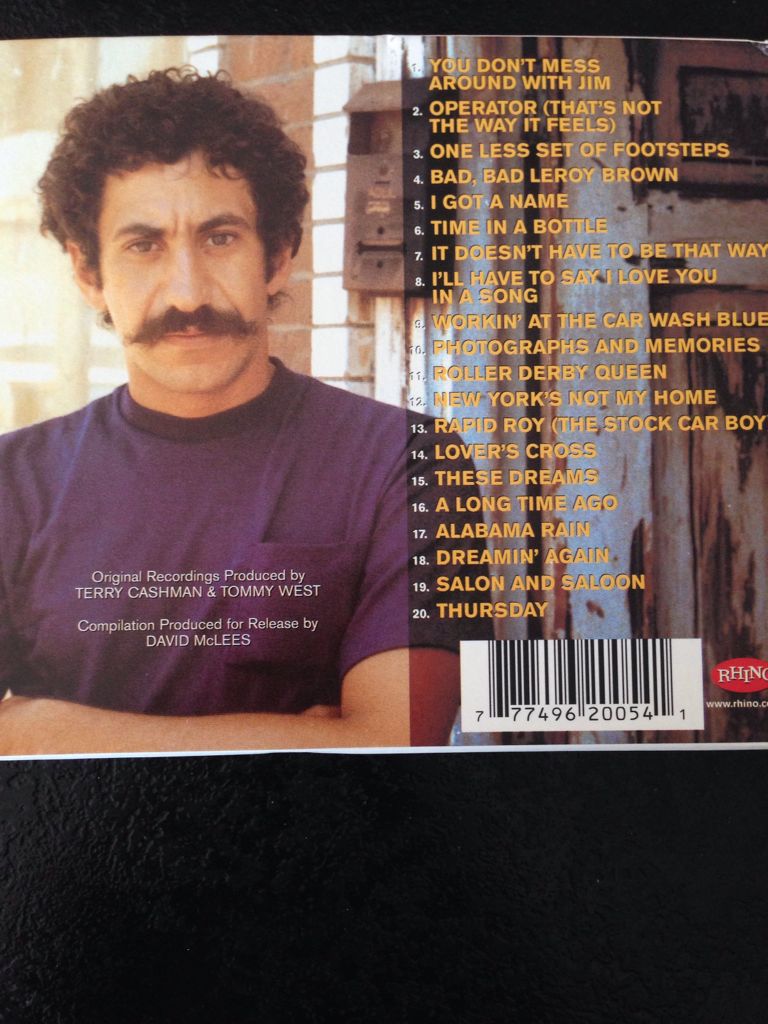 1. YOU DON'T MESS
AROUND WITH JIM
2. OPERATOR (THAT'S NOT
THE WAY IT FEELS)
3. ONE LESS SET OF FOOTSTEPS
4. BAD, BAD LEROY BROWN
5. I GOT A NAME
6. TIME IN A BOTTLE
7. IT DOESN'T HAVE TO BE THAT WAY
8. I'LL HAVE TO SAY I LOVE YOU
IN A SONG
9. WORKIN' AT THE CAR WASH BLUE
10. PHOTOGRAPHS AND MEMORIES
11. ROLLER DERBY QUEEN
12. NEW YORK'S NOT MY HOME
13. RAPID ROY (THE STOCK CAR BOY
14. LOVER'S CROSS
15. THESE DREAMS
16. A LONG TIME AGO
17. ALABAMA RAIN
18. DREAMIN' AGAIN
19. SALON AND SALOON
20. THURSDAY
Original Recordings Produced by
TERRY CASHMAN & TOMMY WEST
Compilation Produced for Release by
DAVID McLEES
7 77496 20054 1
RHINO
www.rhino.c